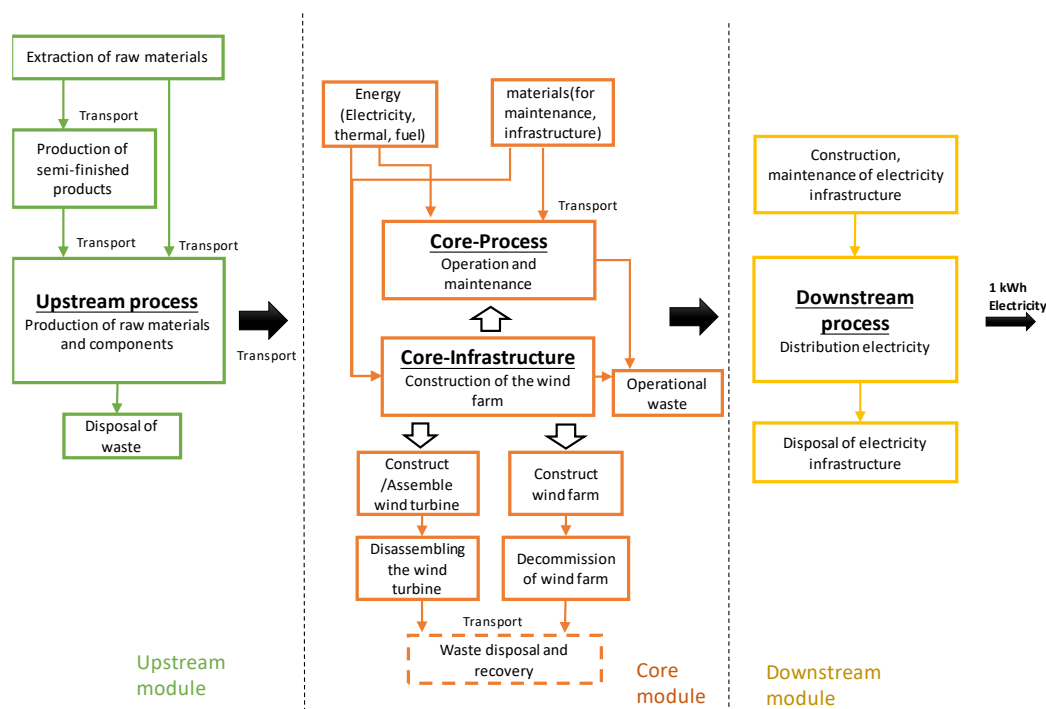 Extraction of raw materials
Transport
Production of
semi-finished
products
Transport
Transport
Upstream process
Production of raw materials
and components
Transport
Disposal of
waste
Upstream
module
Energy
(Electricity,
thermal, fuel)
materials(for
maintenance,
infrastructure)
Transport
Core-Process
Operation and
maintenance
Core-Infrastructure
Construction of the wind
farm
Operational
waste
Construct
/Assemble
wind turbine
Construct
wind farm
Disassembling
the wind
turbine
Decommission
of wind farm
Transport
Waste disposal and
recovery
Core
module
Construction,
maintenance of electricity
infrastructure
Downstream
process
Distribution electricity
1 kWh
Electricity
Disposal of electricity
infrastructure
Downstream
module